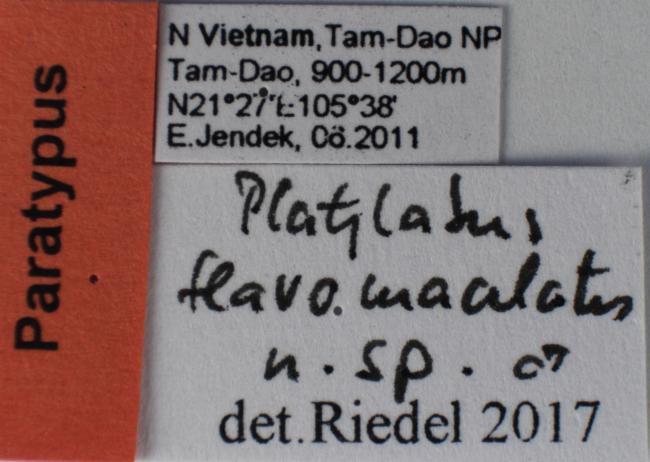 Paratypus
N Vietnam, Tam-Dao NP
Tam-Dao, 900-1200m
N21°27'E105°38'
E.Jendek, 2011
Platylabus
flavomaculatus
n. sp. ♂
det.Riedel 2017